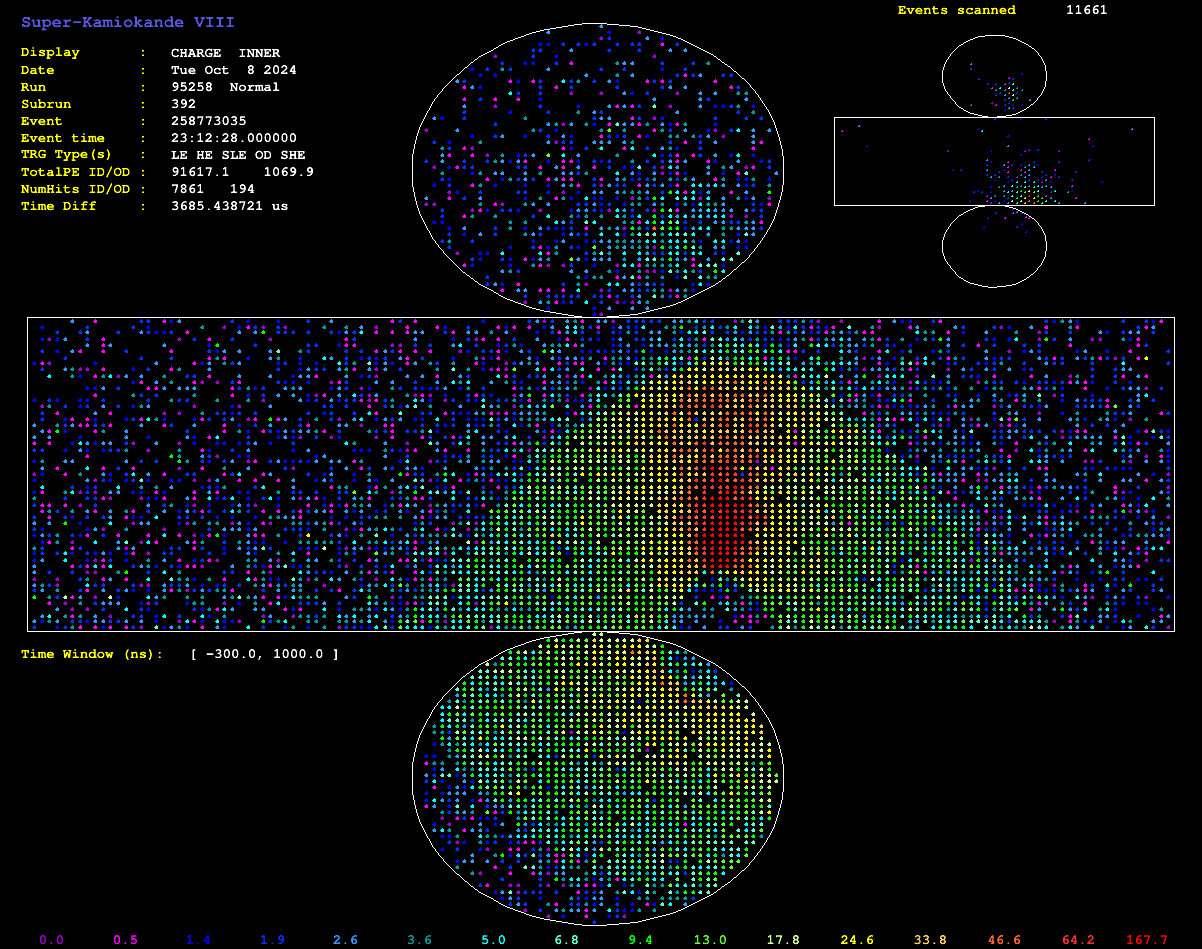 Super-Kamiokande VIII
Display : CHARGE INNER
Date : Tue Oct 8 2024
Run : 95258 Normal
Subrun : 392
Event : 258773035
Event time : 23:12:28.000000
TRG Type(s) : LE HE SLE OD SHE
TotalPE ID/OD : 91617.1 1069.9
NumHits ID/OD : 7861 194
Time Diff : 3685.438721 us
Events scanned 11661
Time Window (ns): [ -300.0, 1000.0 ]
0.0 0.5 1.4 1.9 2.6 3.6 5.0 6.8 9.4 13.0 17.8 24.6 33.8 46.6 64.2 167.7